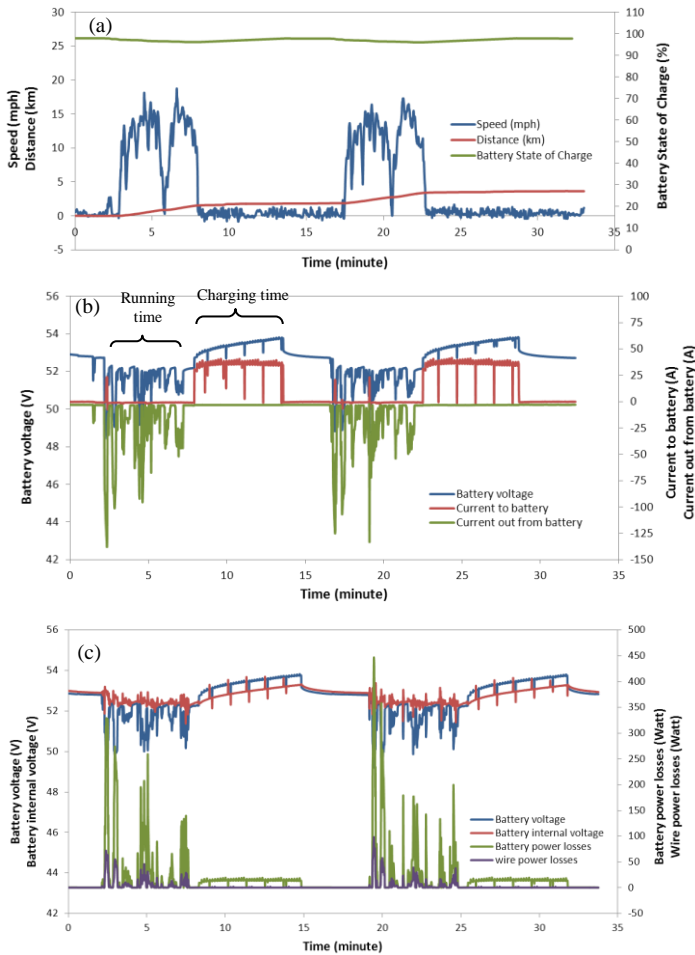 (a)
30
25
20
15
10
5
0
-5
Speed (mph)
Distance (km)
110
100
90
80
70
60
50
40
30
20
10
0
Battery State of Charge (%)
Speed (mph)
Distance (km)
Battery State of Charge
0 5 10 15 20 25 30 35
Time (minute)
(b)
Running time
Charging time
56
54
52
50
48
46
44
42
Battery voltage (V)
100
75
50
25
0
-25
-50
-75
-100
-125
-150
Current to battery (A)
Current out from battery (A)
Battery voltage
Current to battery
Current out from battery
0 5 10 15 20 25 30 35
Time (minute)
(c)
56
54
52
50
48
46
44
42
Battery voltage (V)
Battery internal voltage (V)
500
450
400
350
300
250
200
150
100
50
0
-50
Battery power losses (Watt)
Wire power losses (Watt)
Battery voltage
Battery internal voltage
Battery power losses
wire power losses
0 5 10 15 20 25 30 35
Time (minute)